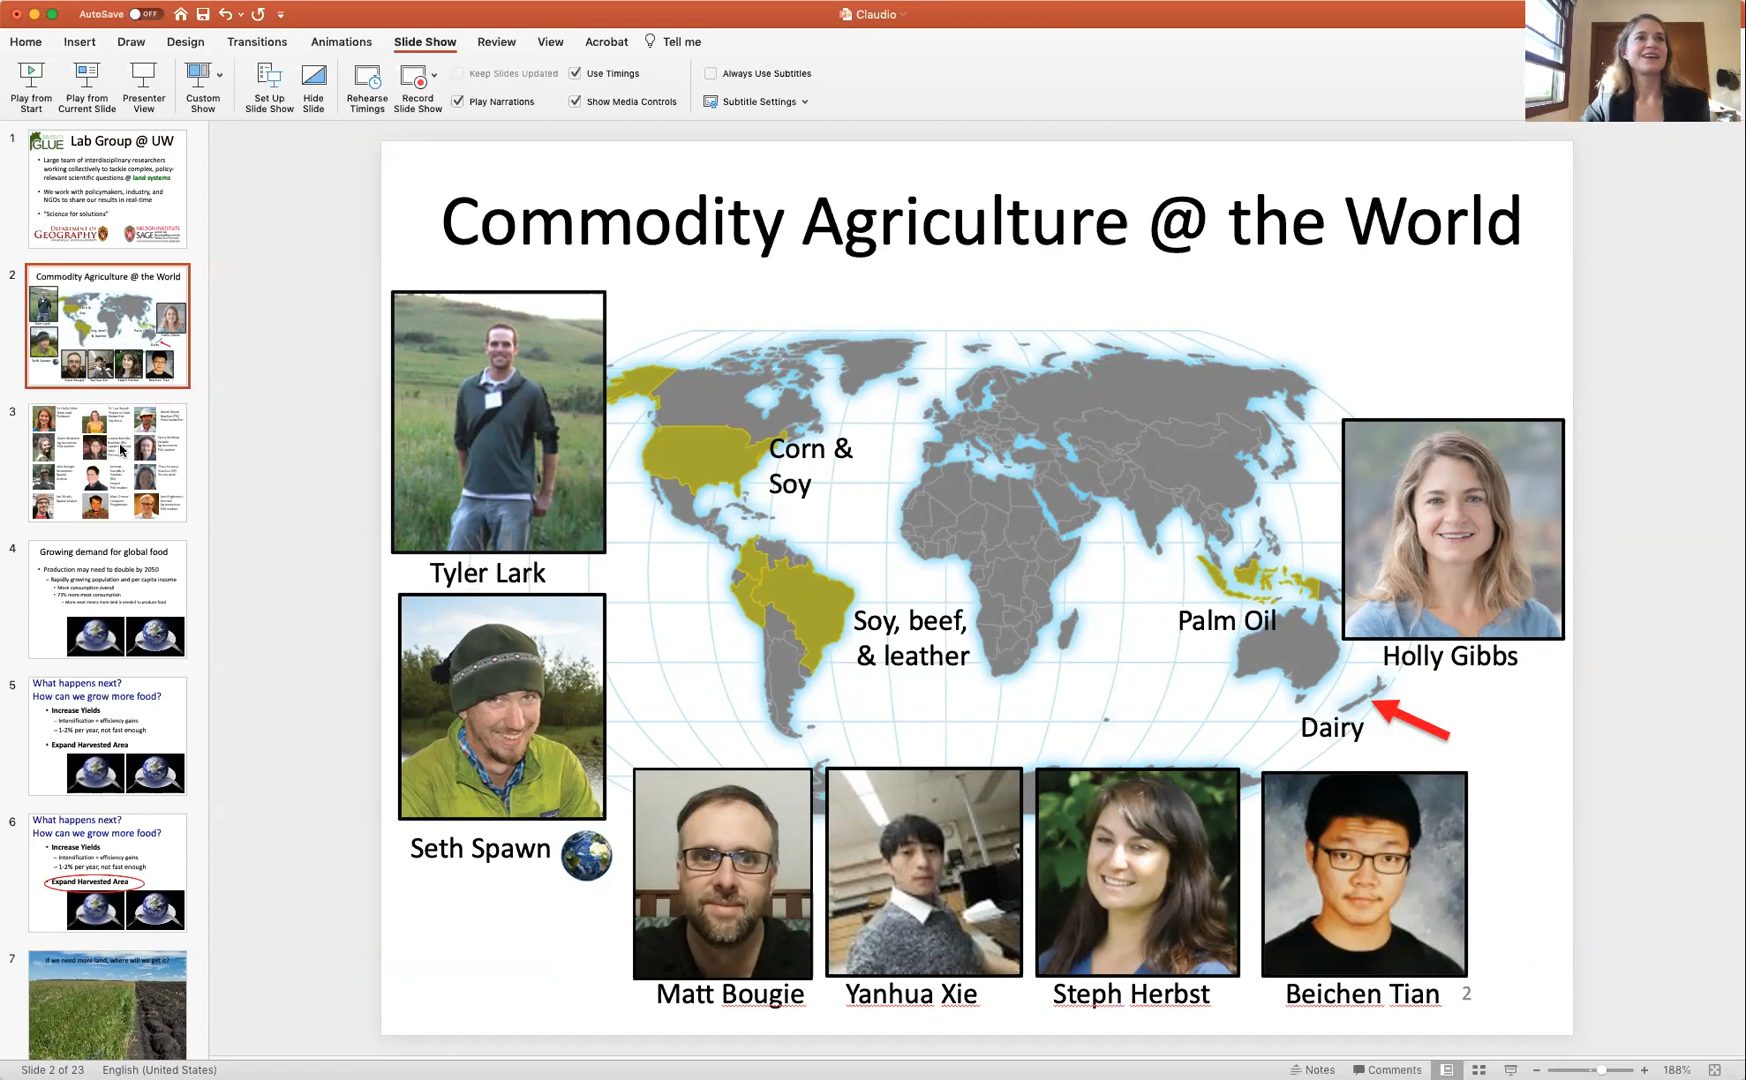 AutoSave OFF
Claudio
Home Insert Draw Design Transitions Animations Slide Show Review View Acrobat Tell me
Play from Start
Play from Current Slide
Presenter View
Custom Show
Set Up Slide Show
Hide Slide
Rehearse Timings
Record Slide Show
Keep Slides Updated
Use Timings
Play Narrations
Show Media Controls
Always Use Subtitles
Subtitle Settings
1
GLUE Lab Group @ UW
• Large team of interdisciplinary researchers
working collectively to tackle complex, policy-
relevant scientific questions @ land systems
• We work with policymakers, industry, and
NGOs to share our results in real-time
• "Science for solutions"
DEPARTMENT OF
GEOGRAPHY
NELSON INSTITUTE
SAGE
2
Commodity Agriculture @ the World
3
4
Growing demand for global food
• Production may need to double by 2050
– Rapidly growing population and per capita income
• More consumption overall
• 73% more meat consumption
– More meat means more land is needed to produce food
5
What happens next?
How can we grow more food?
• Increase Yields
– Intensification + efficiency gains
– 1-2% per year, not fast enough
• Expand Harvested Area
6
What happens next?
How can we grow more food?
• Increase Yields
– Intensification + efficiency gains
– 1-2% per year, not fast enough
• Expand Harvested Area
7
If we need more land, where will we get it?
Commodity Agriculture @ the World
Corn &
Soy
Tyler Lark
Soy, beef,
& leather
Palm Oil
Holly Gibbs
Dairy
Seth Spawn
Matt Bougie
Yanhua Xie
Steph Herbst
Beichen Tian
2
Slide 2 of 23 English (United States)
Notes Comments 188%